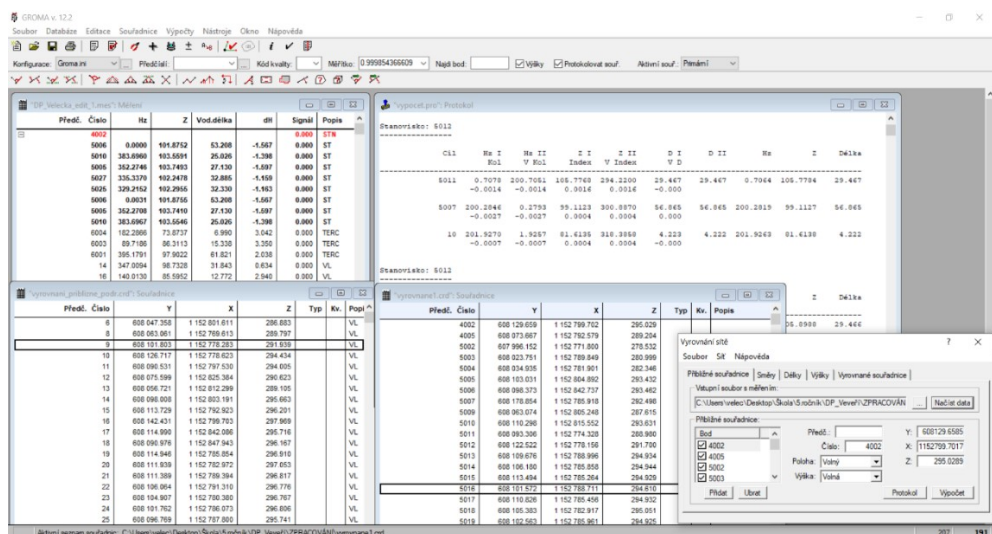 GROMA v. 12.2
Soubor Databáze Editace Souřadnice Výpočty Nástroje Okno Nápověda
Konfigurace: Groma.ini Předčíslí: Kód kvality: Měřítko: 0.999854366609 Najdi bod: Výšky Protokolovat souř. Aktivní souř.: Primární
"DP_Velecka_edit_1.mes": Měření
Předč. Číslo Hz Z Vod.délka dH Signál Popis
4002 0.000 STN
5006 0.0000 101.8752 53.208 -1.567 0.000 ST
5010 383.6960 103.5591 25.026 -1.398 0.000 ST
5005 352.2746 103.7493 27.130 -1.597 0.000 ST
5027 335.3370 102.2478 32.885 -1.159 0.000 ST
5025 329.2152 102.2955 32.330 -1.163 0.000 ST
5006 0.0031 101.8755 53.208 -1.567 0.000 ST
5005 352.2708 103.7410 27.130 -1.597 0.000 ST
5010 383.6967 103.5546 25.026 -1.398 0.000 ST
6004 182.2866 73.8737 6.990 3.042 0.000 TERC
6003 89.7186 86.3113 15.338 3.350 0.000 TERC
6001 395.1791 97.9022 61.821 2.038 0.000 TERC
14 347.0094 98.7328 31.843 0.634 0.000 VL
16 140.0130 85.5952 12.772 2.940 0.000 VL
"vypocet.pro": Protokol
Stanovisko: 5012
Cíl Hz I Hz II Z I Z II D I D II Hz Z Délka
Kol V Kol Index V Index V D
5011 0.7078 200.7051 105.7768 294.2200 29.467 29.467 0.7064 105.7784 29.467
-0.0014 -0.0014 0.0016 0.0016 -0.000
5007 200.2846 0.2793 99.1123 300.8870 56.865 56.865 200.2819 99.1127 56.865
-0.0027 -0.0027 0.0004 0.0004 0.000
10 201.9270 1.9257 81.6135 318.3858 4.223 4.222 201.9263 81.6138 4.222
-0.0007 -0.0007 0.0004 0.0004 -0.000
Stanovisko: 5012
Z Délka
05.8988 29.466
"vyrovnani_priblizne_podr.crd": Souřadnice
Předč. Číslo Y X Z Typ Kv. Popi
6 608 047.358 1 152 801.611 286.883 VL
8 608 063.061 1 152 769.613 289.797 VL
9 608 101.803 1 152 778.283 291.939 VL
10 608 126.717 1 152 778.623 294.434 VL
11 608 090.531 1 152 797.530 294.005 VL
12 608 075.599 1 152 825.384 290.623 VL
13 608 056.721 1 152 812.299 289.105 VL
14 608 098.008 1 152 803.191 295.663 VL
15 608 113.729 1 152 792.923 296.201 VL
16 608 142.431 1 152 799.703 297.969 VL
17 608 114.990 1 152 842.086 295.716 VL
18 608 090.976 1 152 847.943 296.167 VL
19 608 114.946 1 152 785.854 296.910 VL
20 608 111.939 1 152 782.972 297.053 VL
21 608 111.389 1 152 789.394 296.817 VL
22 608 106.064 1 152 791.310 296.776 VL
23 608 104.907 1 152 780.380 296.767 VL
24 608 101.762 1 152 786.073 296.806 VL
25 608 096.769 1 152 787.800 295.741 VL
"vyrovnane1.crd": Souřadnice
Předč. Číslo Y X Z Typ Kv. Popis
4002 608 129.659 1 152 799.702 295.029
4005 608 073.667 1 152 792.579 289.204
5002 607 996.152 1 152 771.800 278.532
5003 608 023.751 1 152 789.849 280.999
5004 608 034.935 1 152 781.901 282.346
5005 608 103.031 1 152 804.892 293.432
5006 608 098.373 1 152 842.737 293.462
5007 608 178.854 1 152 785.918 292.498
5009 608 063.074 1 152 805.248 287.615
5010 608 110.298 1 152 815.552 293.631
5011 608 093.306 1 152 774.328 288.980
5012 608 122.522 1 152 778.156 291.700
5013 608 109.676 1 152 788.996 294.934
5014 608 106.180 1 152 785.858 294.944
5015 608 113.494 1 152 785.264 294.929
5016 608 101.572 1 152 788.711 294.610
5017 608 110.826 1 152 785.456 294.932
5018 608 105.383 1 152 782.917 295.051
5019 608 102.563 1 152 785.961 294.925
Vyrovnání sítě ? X
Soubor Síť Nápověda
Přibližné souřadnice Směry Délky Výšky Vyrovnané souřadnice
Vstupní soubor s měřením:
C:\Users\velec\Desktop\Škola\5.ročník\DP_Veveří\ZPRACOVÁN ... Načíst data
Přibližné souřadnice:
Bod Předč.: Y: 608129.6585
4002 Číslo: 4002 X: 1152799.7017
4005 Poloha: Volný Z: 295.0289
5002 Výška: Volná
5003
Přidat Ubrat Protokol Výpočet
Aktivní seznam souřadnic: C:\Users\velec\Desktop\Škola\5.ročník\DP_Veveří\ZPRACOVÁNÍ\vyrovnane1.crd 207 191